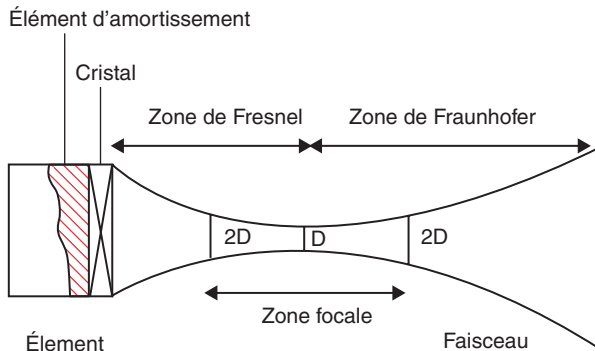 Élément d'amortissement
Cristal
Zone de Fresnel
Zone de Fraunhofer
2D
D
2D
Zone focale
Élement
Faisceau